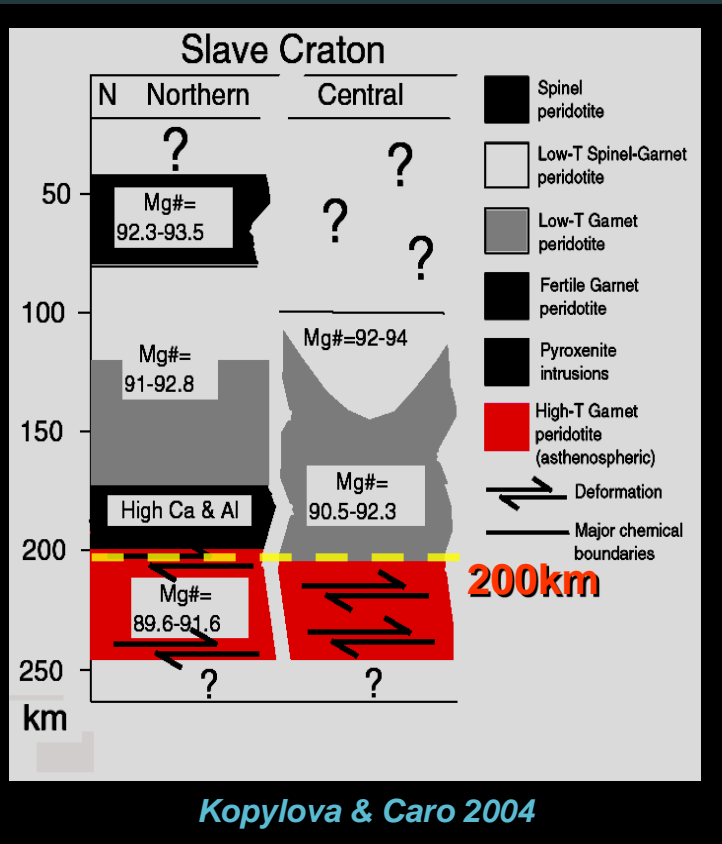 Slave Craton
N Northern
Central
?
?
?
?
50
Mg#=
92.3-93.5
100
Mg#=92-94
Mg#=
91-92.8
150
Mg#=
90.5-92.3
High Ca & Al
200
200km
Mg#=
89.6-91.6
250
?
?
km
Spinel
peridotite
Low-T Spinel-Garnet
peridotite
Low-T Garnet
peridotite
Fertile Garnet
peridotite
Pyroxenite
intrusions
High-T Garnet
peridotite
(asthenospheric)
Deformation
Major chemical
boundaries
Kopylova & Caro 2004